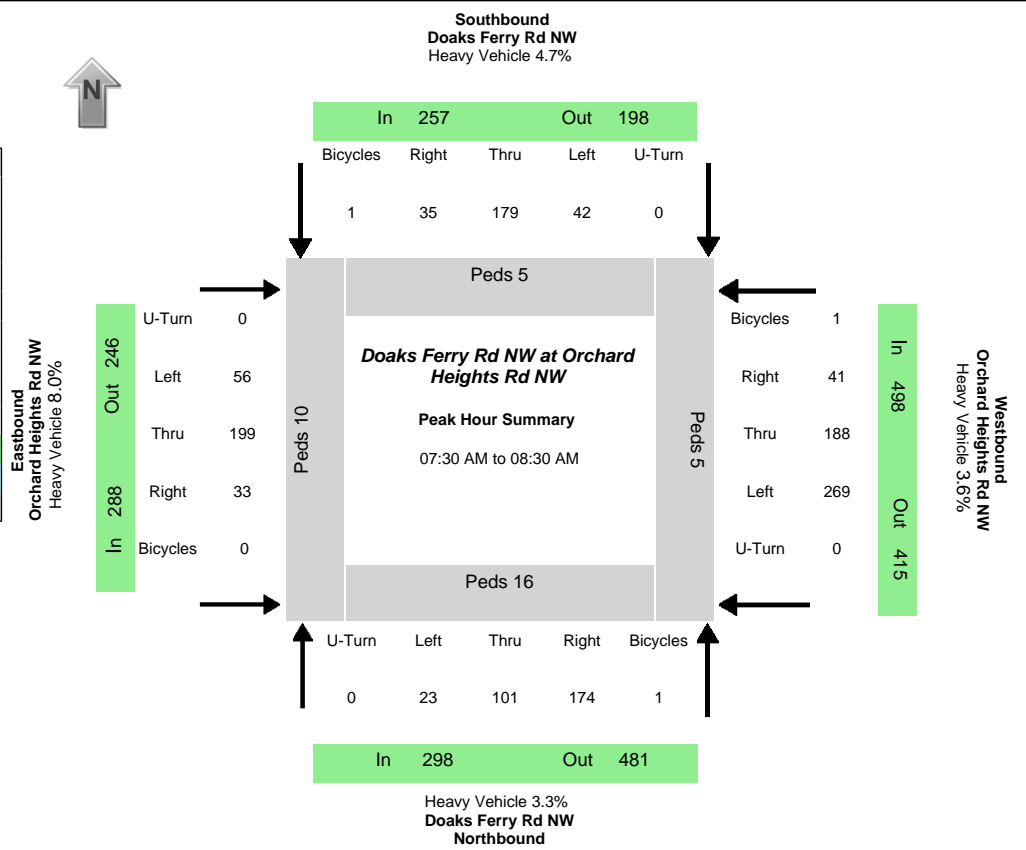 Southbound
Doaks Ferry Rd NW
Heavy Vehicle 4.7%
N
In 257 Out 198
Bicycles Right Thru Left U-Turn
1 35 179 42 0
Peds 5
Eastbound
Orchard Heights Rd NW
Heavy Vehicle 8.0%
In 288 Out 246
U-Turn 0
Left 56
Thru 199
Right 33
Bicycles 0
Peds 10
Doaks Ferry Rd NW at Orchard
Heights Rd NW
Peak Hour Summary
07:30 AM to 08:30 AM
Peds 5
Bicycles 1
Right 41
Thru 188
Left 269
U-Turn 0
In 498 Out 415
Westbound
Orchard Heights Rd NW
Heavy Vehicle 3.6%
Peds 16
U-Turn Left Thru Right Bicycles
0 23 101 174 1
In 298 Out 481
Heavy Vehicle 3.3%
Doaks Ferry Rd NW
Northbound